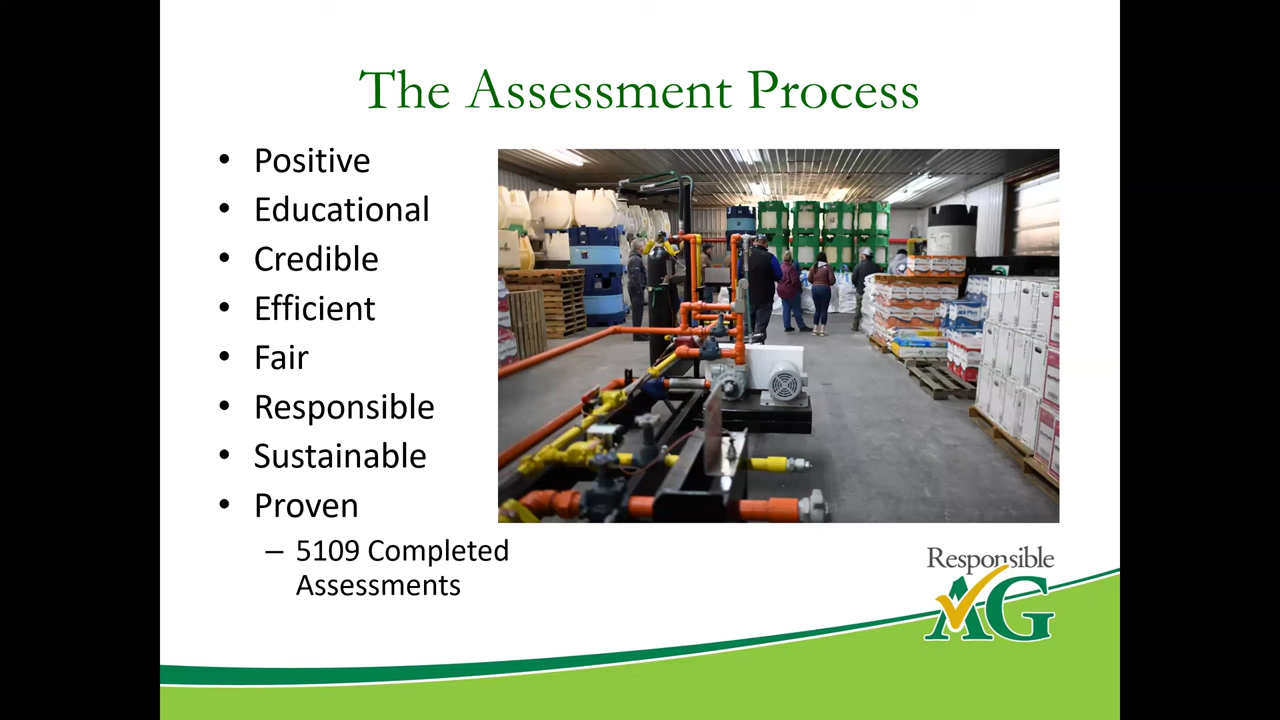 The Assessment Process
• Positive
• Educational
• Credible
• Efficient
• Fair
• Responsible
• Sustainable
• Proven
– 5109 Completed
Assessments
Responsible
AG